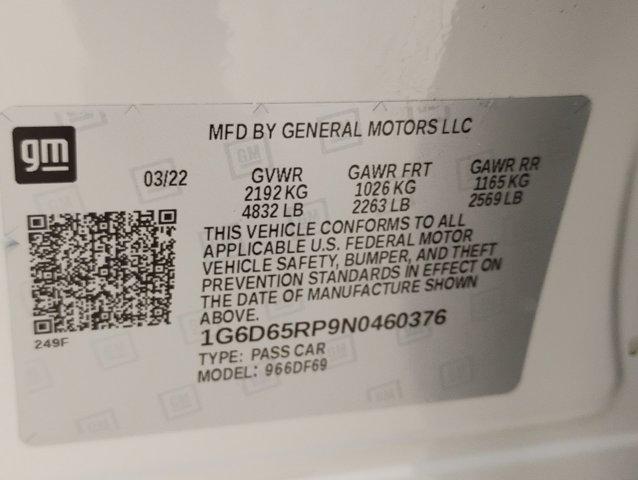 gm
MFD BY GENERAL MOTORS LLC
03/22 GVWR GAWR FRT GAWR RR
2192 KG 1026 KG 1165 KG
4832 LB 2263 LB 2569 LB
THIS VEHICLE CONFORMS TO ALL
APPLICABLE U.S. FEDERAL MOTOR
VEHICLE SAFETY, BUMPER, AND THEFT
PREVENTION STANDARDS IN EFFECT ON
THE DATE OF MANUFACTURE SHOWN
ABOVE.
249F
1G6D65RP9N0460376
TYPE: PASS CAR
MODEL: 966DF69